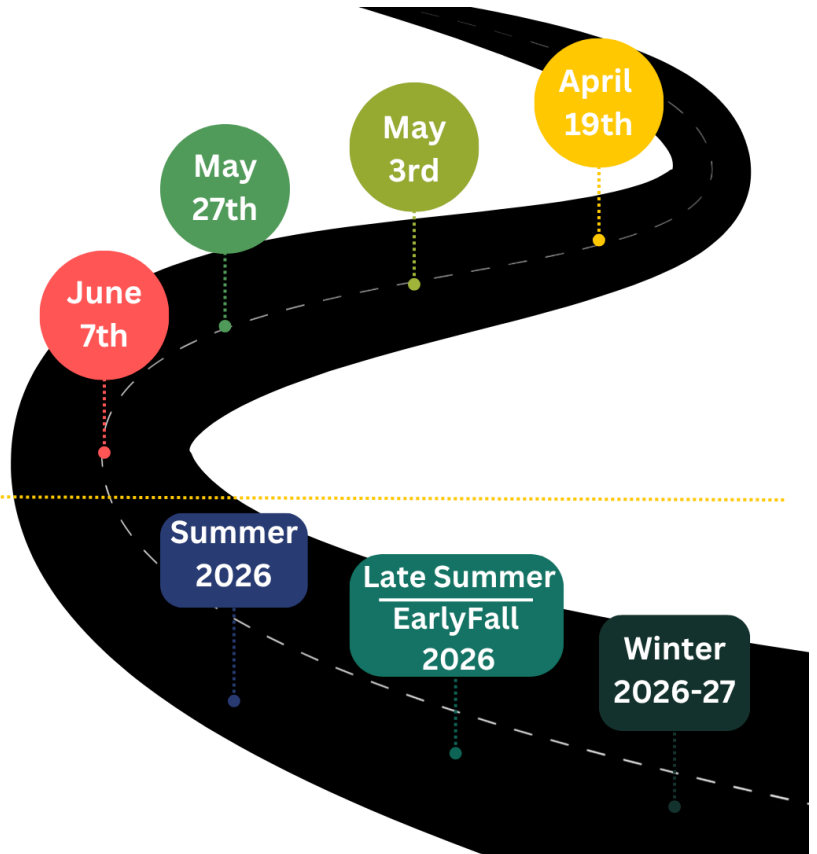 April
19th
May
3rd
May
27th
June
7th
Summer
2026
Late Summer
EarlyFall
2026
Winter
2026-27